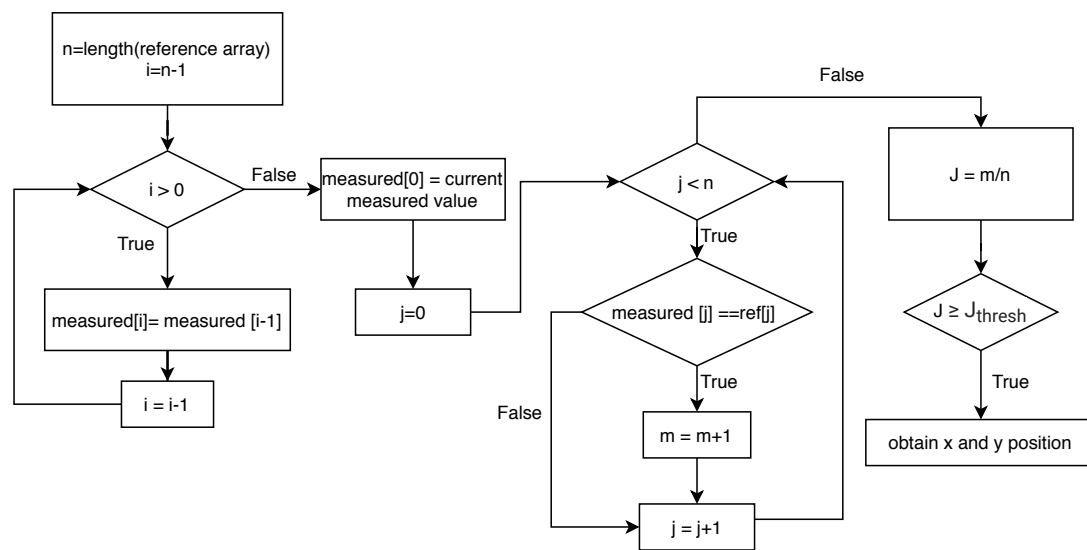 n=length(reference array)
i=n-1
i > 0
False
True
measured[i]= measured [i-1]
i = i-1
measured[0] = current
measured value
j=0
j < n
False
True
measured [j] ==ref[j]
True
False
m = m+1
j = j+1
J = m/n
J ≥ Jthresh
True
obtain x and y position